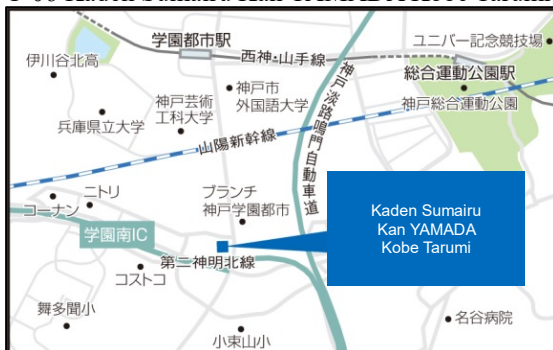 学園都市駅
西神・山手線
ユニバー記念競技場
伊川谷北高
総合運動公園駅
神戸市
外国語大学
神戸総合運動公園
神戸芸術
工科大学
兵庫県立大学
山陽新幹線
神戸淡路鳴門自動車道
ニトリ
コーナン
ブランチ
神戸学園都市
学園南IC
Kaden Sumairu
Kan YAMADA
Kobe Tarumi
第二神明北線
コストコ
舞多聞小
小束山小
名谷病院